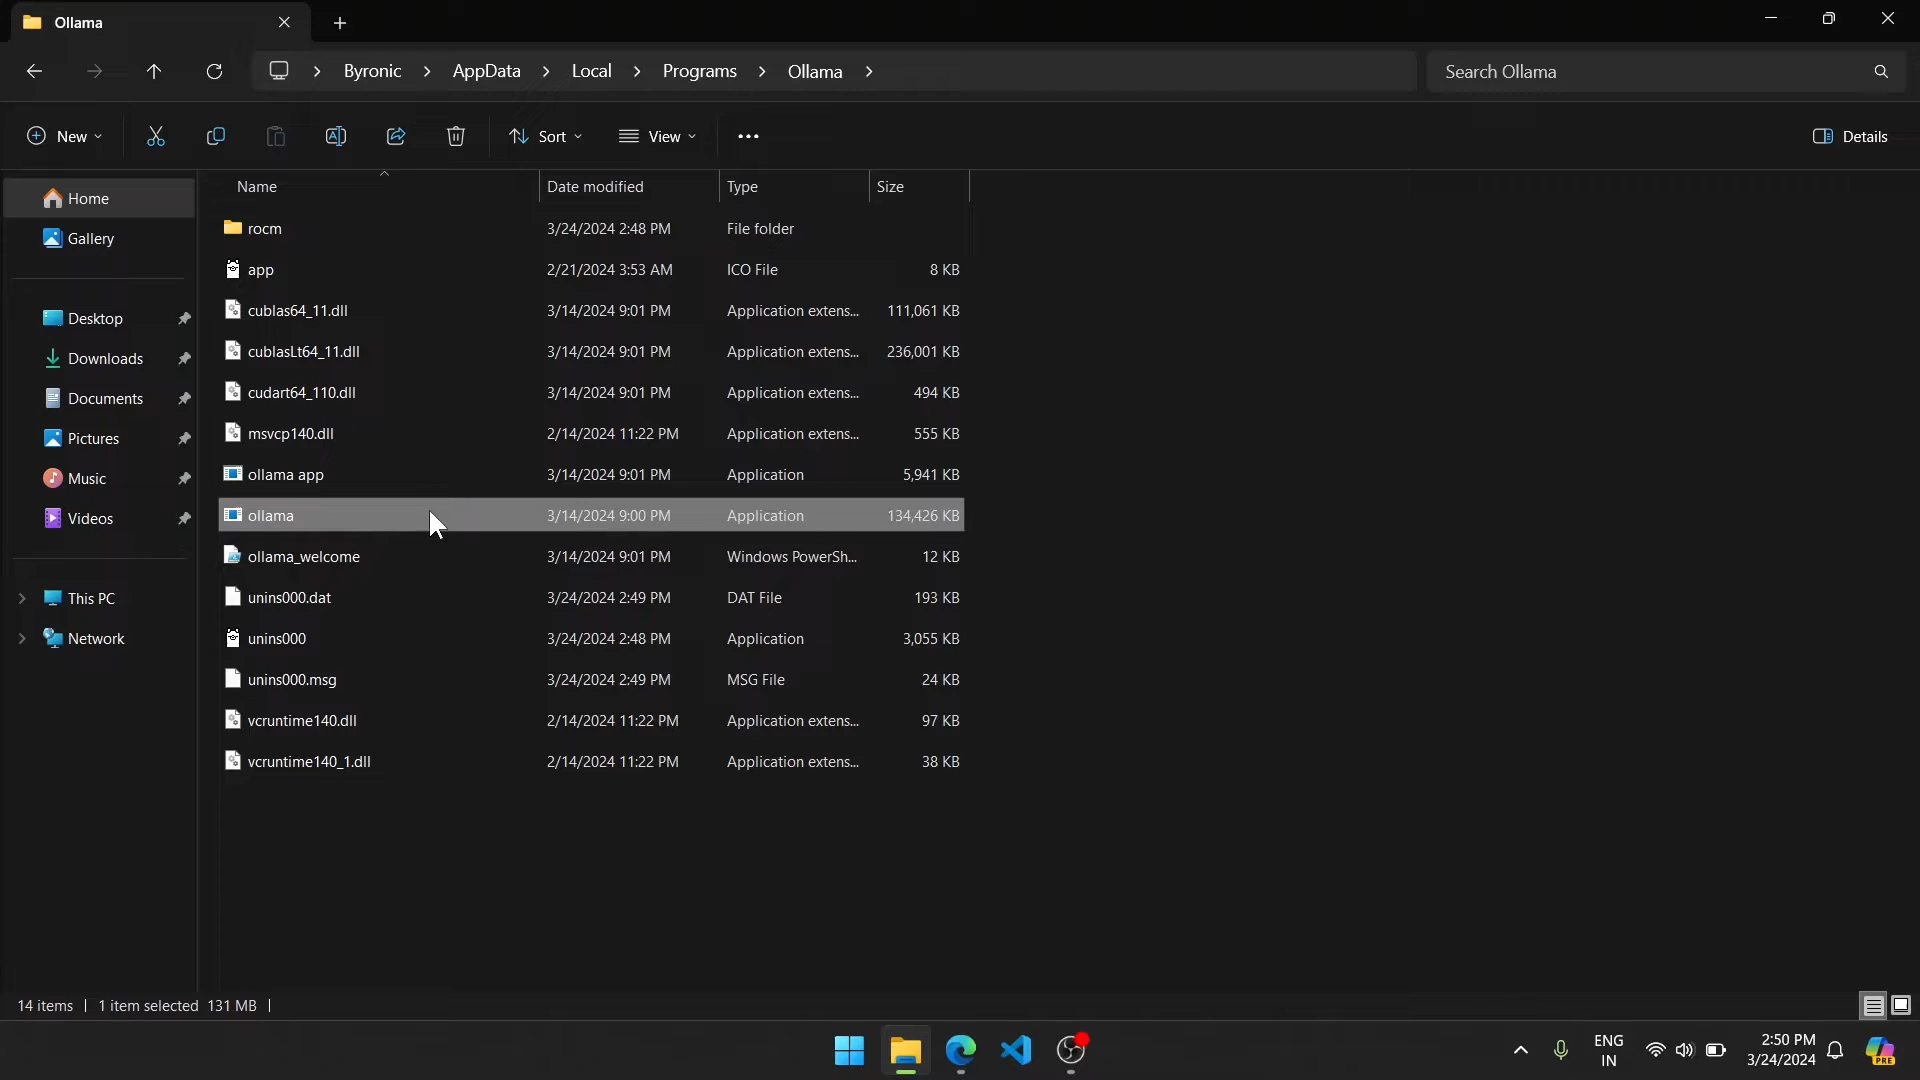 Ollama
Byronic > AppData > Local > Programs > Ollama >
Search Ollama
New
Sort
View
Details
Name Date modified Type Size
Home
Gallery
Desktop
Downloads
Documents
Pictures
Music
Videos
This PC
Network
rocm 3/24/2024 2:48 PM File folder
app 2/21/2024 3:53 AM ICO File 8 KB
cublas64_11.dll 3/14/2024 9:01 PM Application extens... 111,061 KB
cublasLt64_11.dll 3/14/2024 9:01 PM Application extens... 236,001 KB
cudart64_110.dll 3/14/2024 9:01 PM Application extens... 494 KB
msvcp140.dll 2/14/2024 11:22 PM Application extens... 555 KB
ollama app 3/14/2024 9:01 PM Application 5,941 KB
ollama 3/14/2024 9:00 PM Application 134,426 KB
ollama_welcome 3/14/2024 9:01 PM Windows PowerSh... 12 KB
unins000.dat 3/24/2024 2:49 PM DAT File 193 KB
unins000 3/24/2024 2:48 PM Application 3,055 KB
unins000.msg 3/24/2024 2:49 PM MSG File 24 KB
vcruntime140.dll 2/14/2024 11:22 PM Application extens... 97 KB
vcruntime140_1.dll 2/14/2024 11:22 PM Application extens... 38 KB
14 items | 1 item selected 131 MB |
ENG
IN
2:50 PM
3/24/2024
PRE